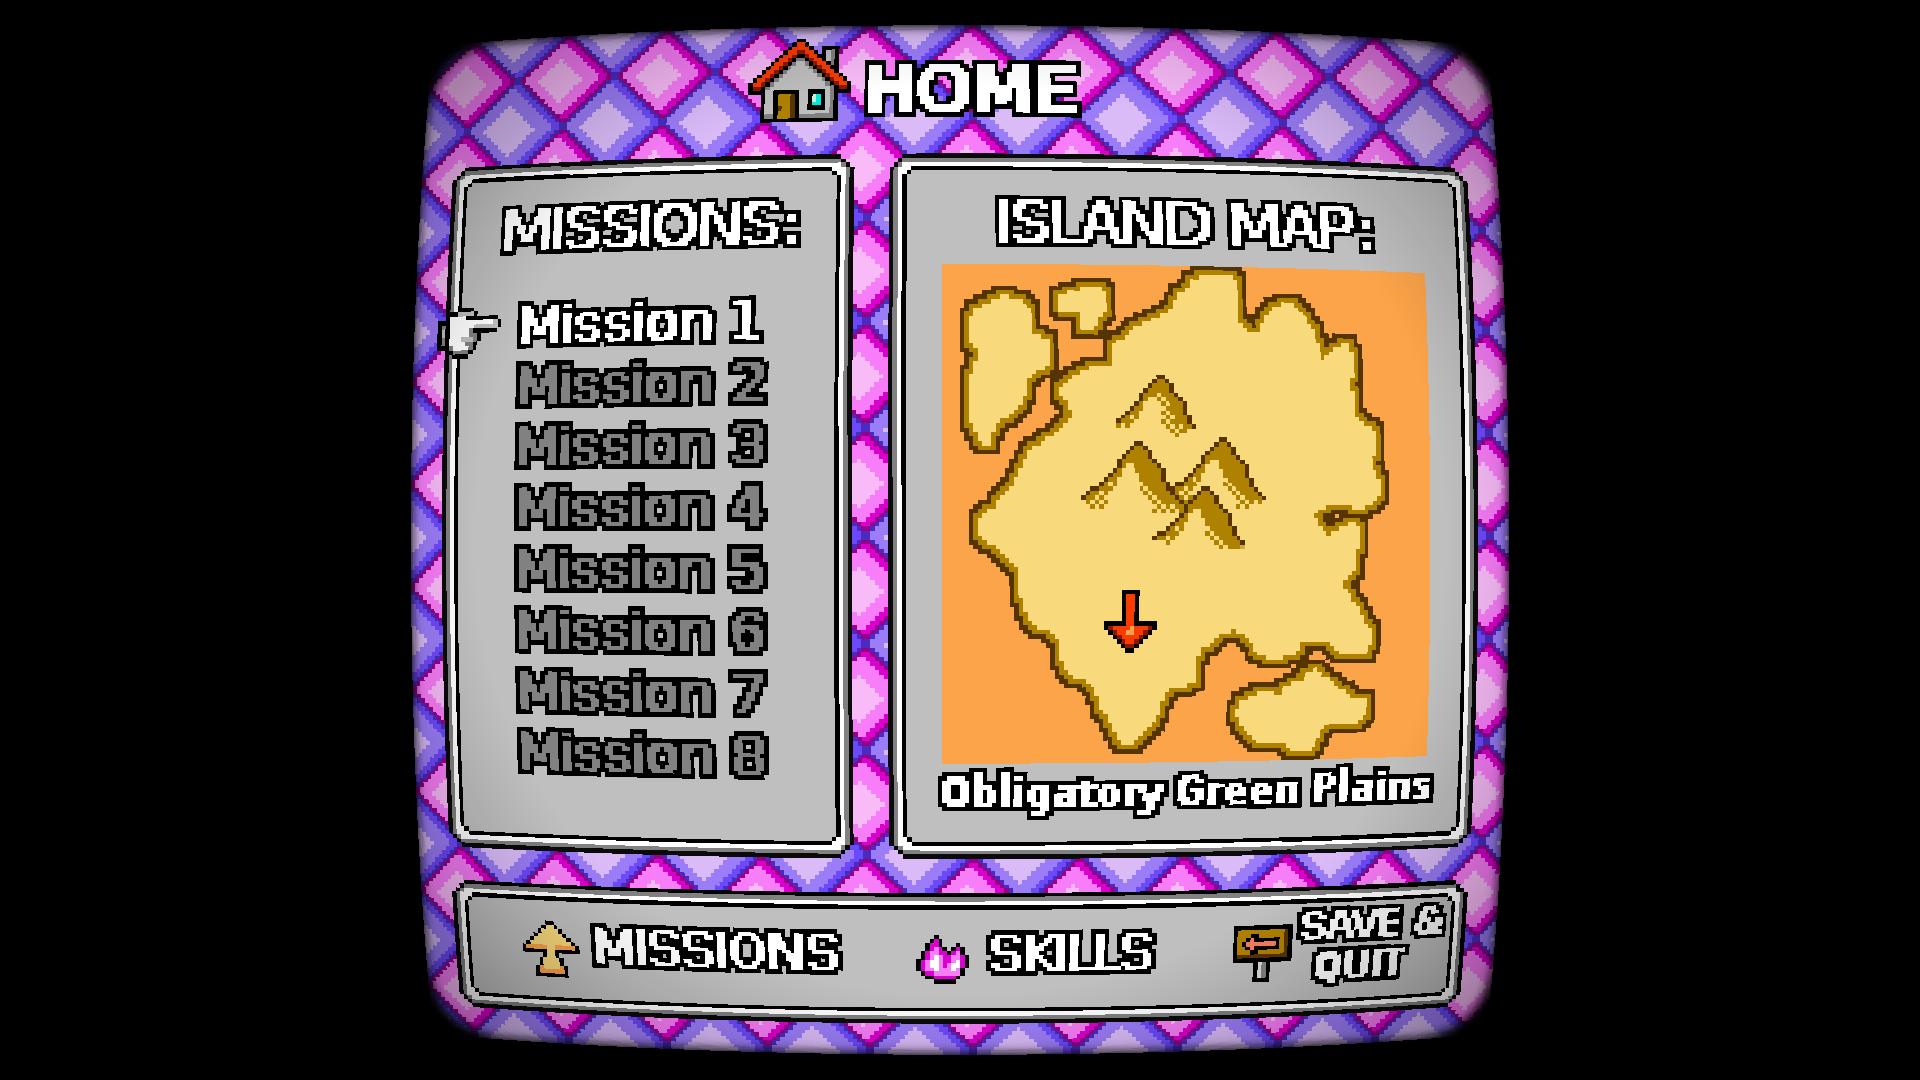 HOME
MISSIONS:
Mission 1
Mission 2
Mission 3
Mission 4
Mission 5
Mission 6
Mission 7
Mission 8
ISLAND MAP:
Obligatory Green Plains
MISSIONS
SKILLS
SAVE &
QUIT